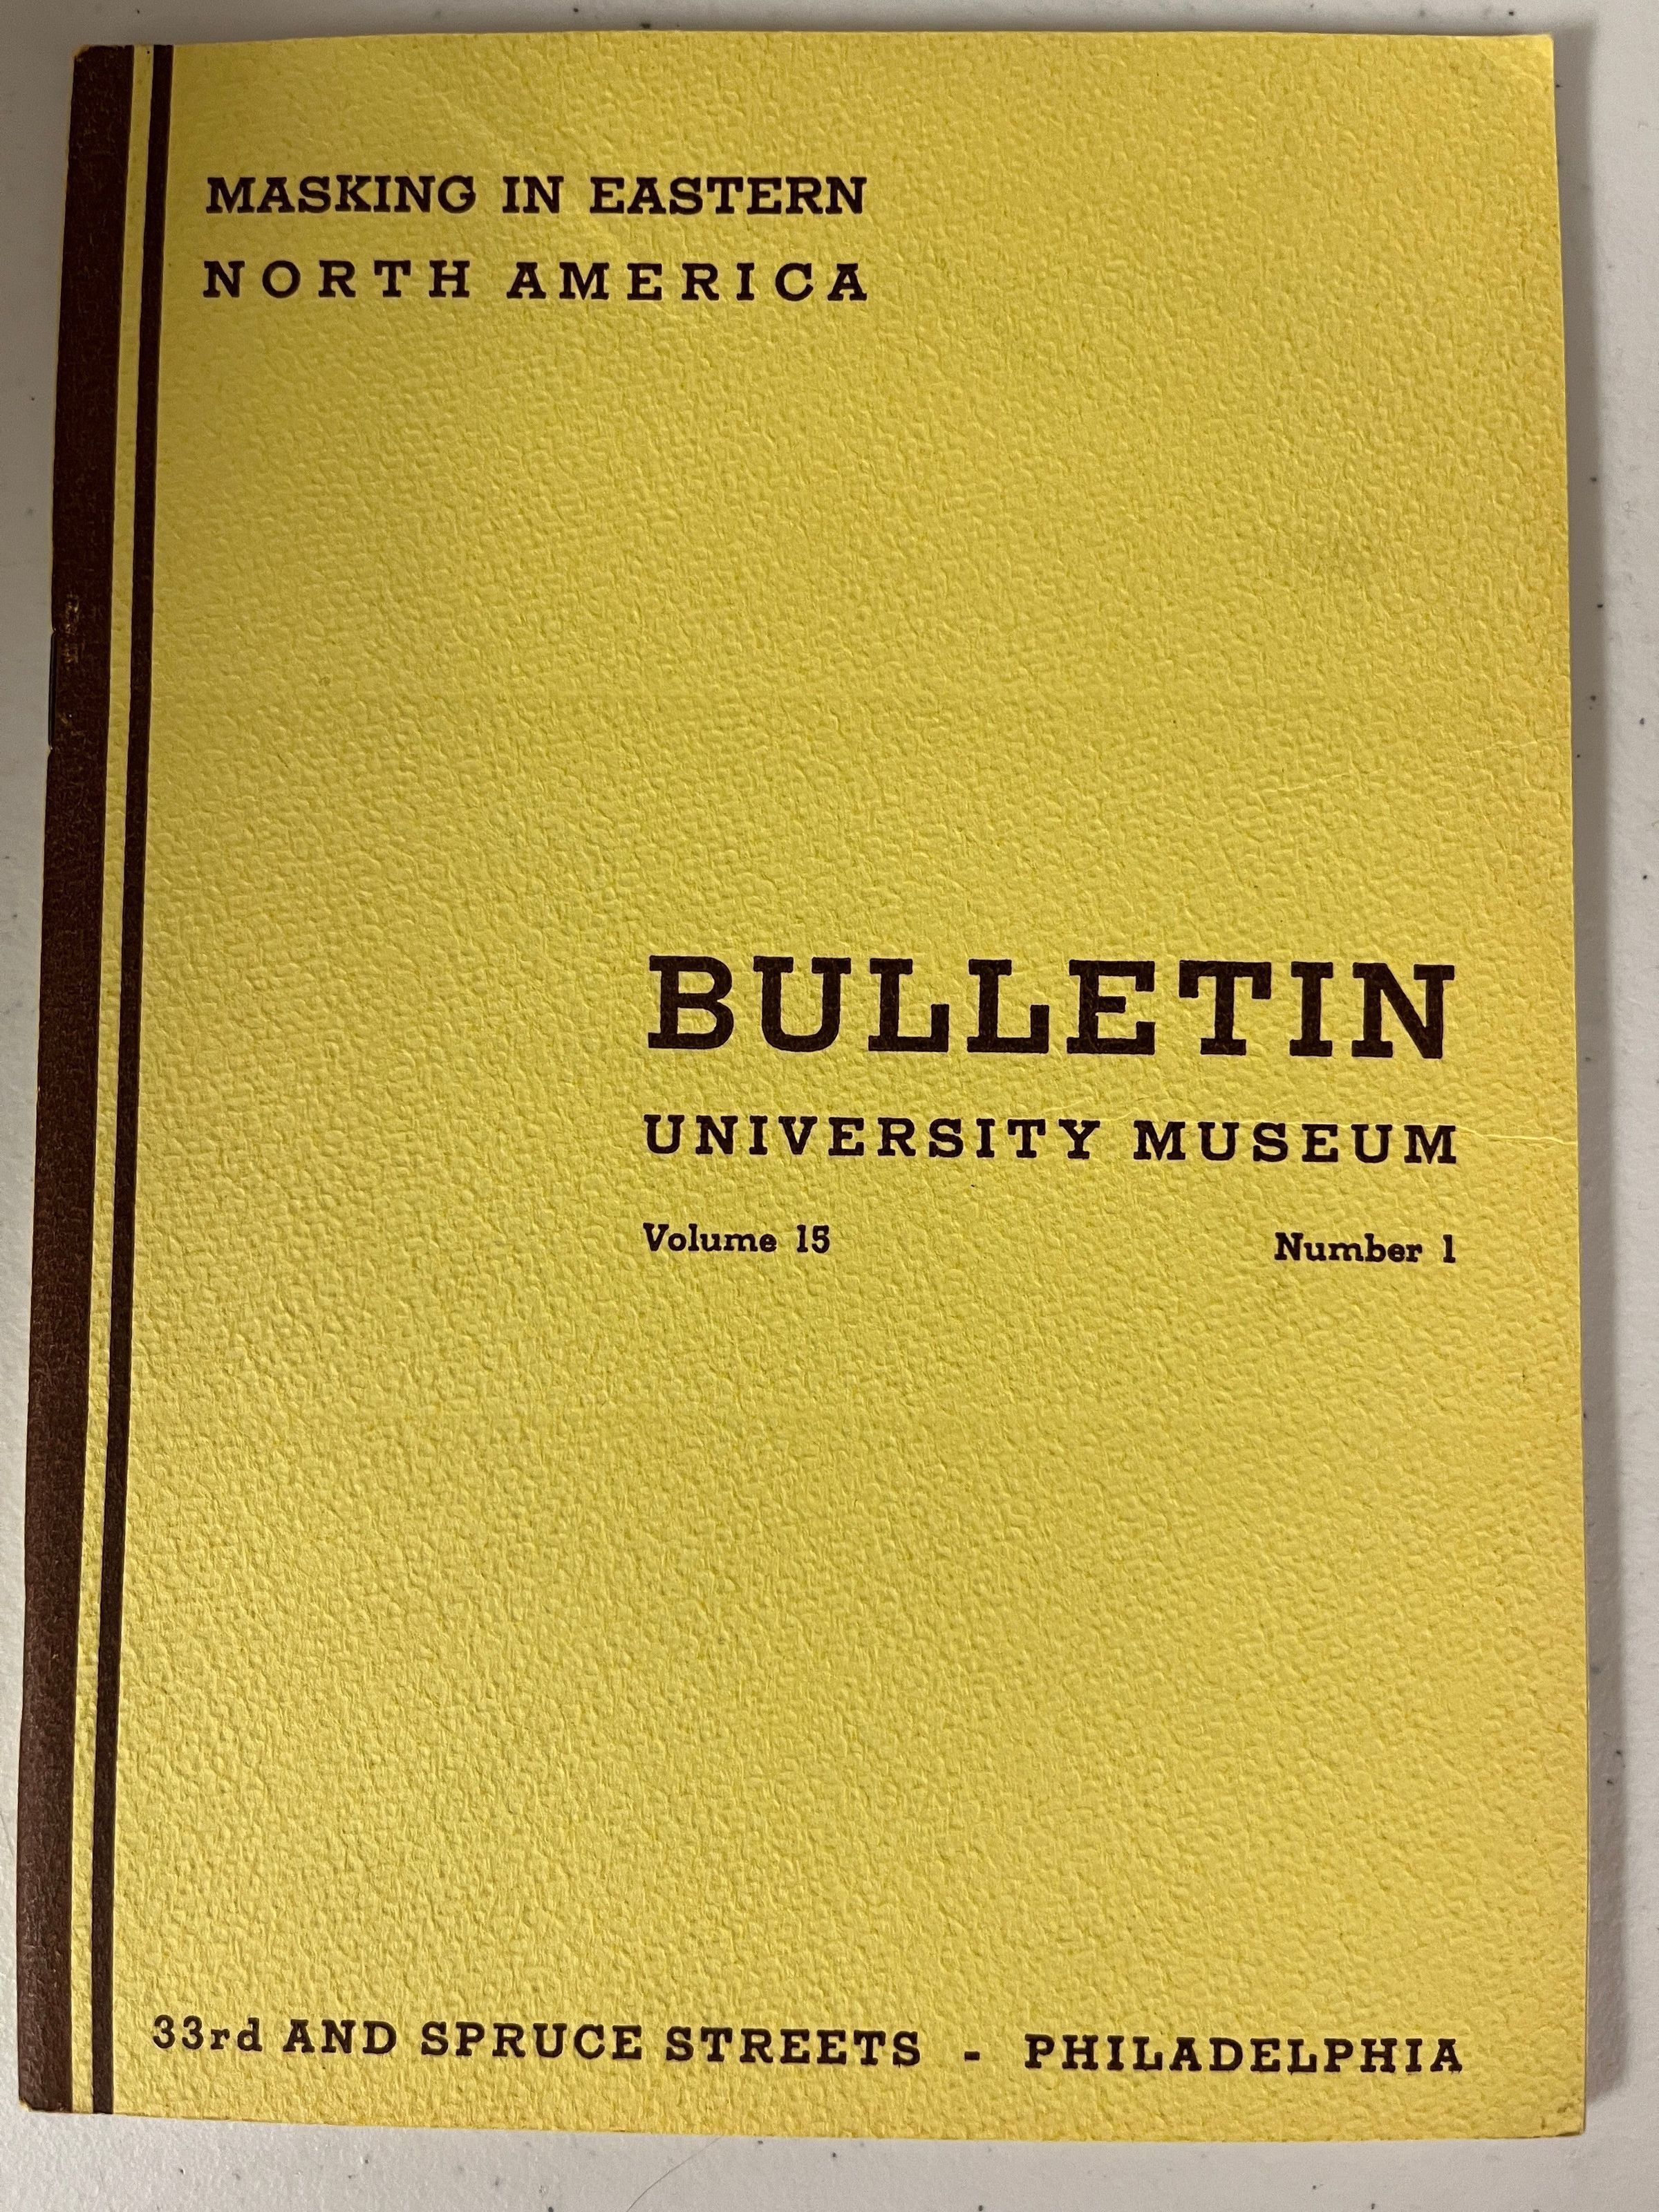 MASKING IN EASTERN
NORTH AMERICA
BULLETIN
UNIVERSITY MUSEUM
Volume 15 Number 1
33rd AND SPRUCE STREETS - PHILADELPHIA